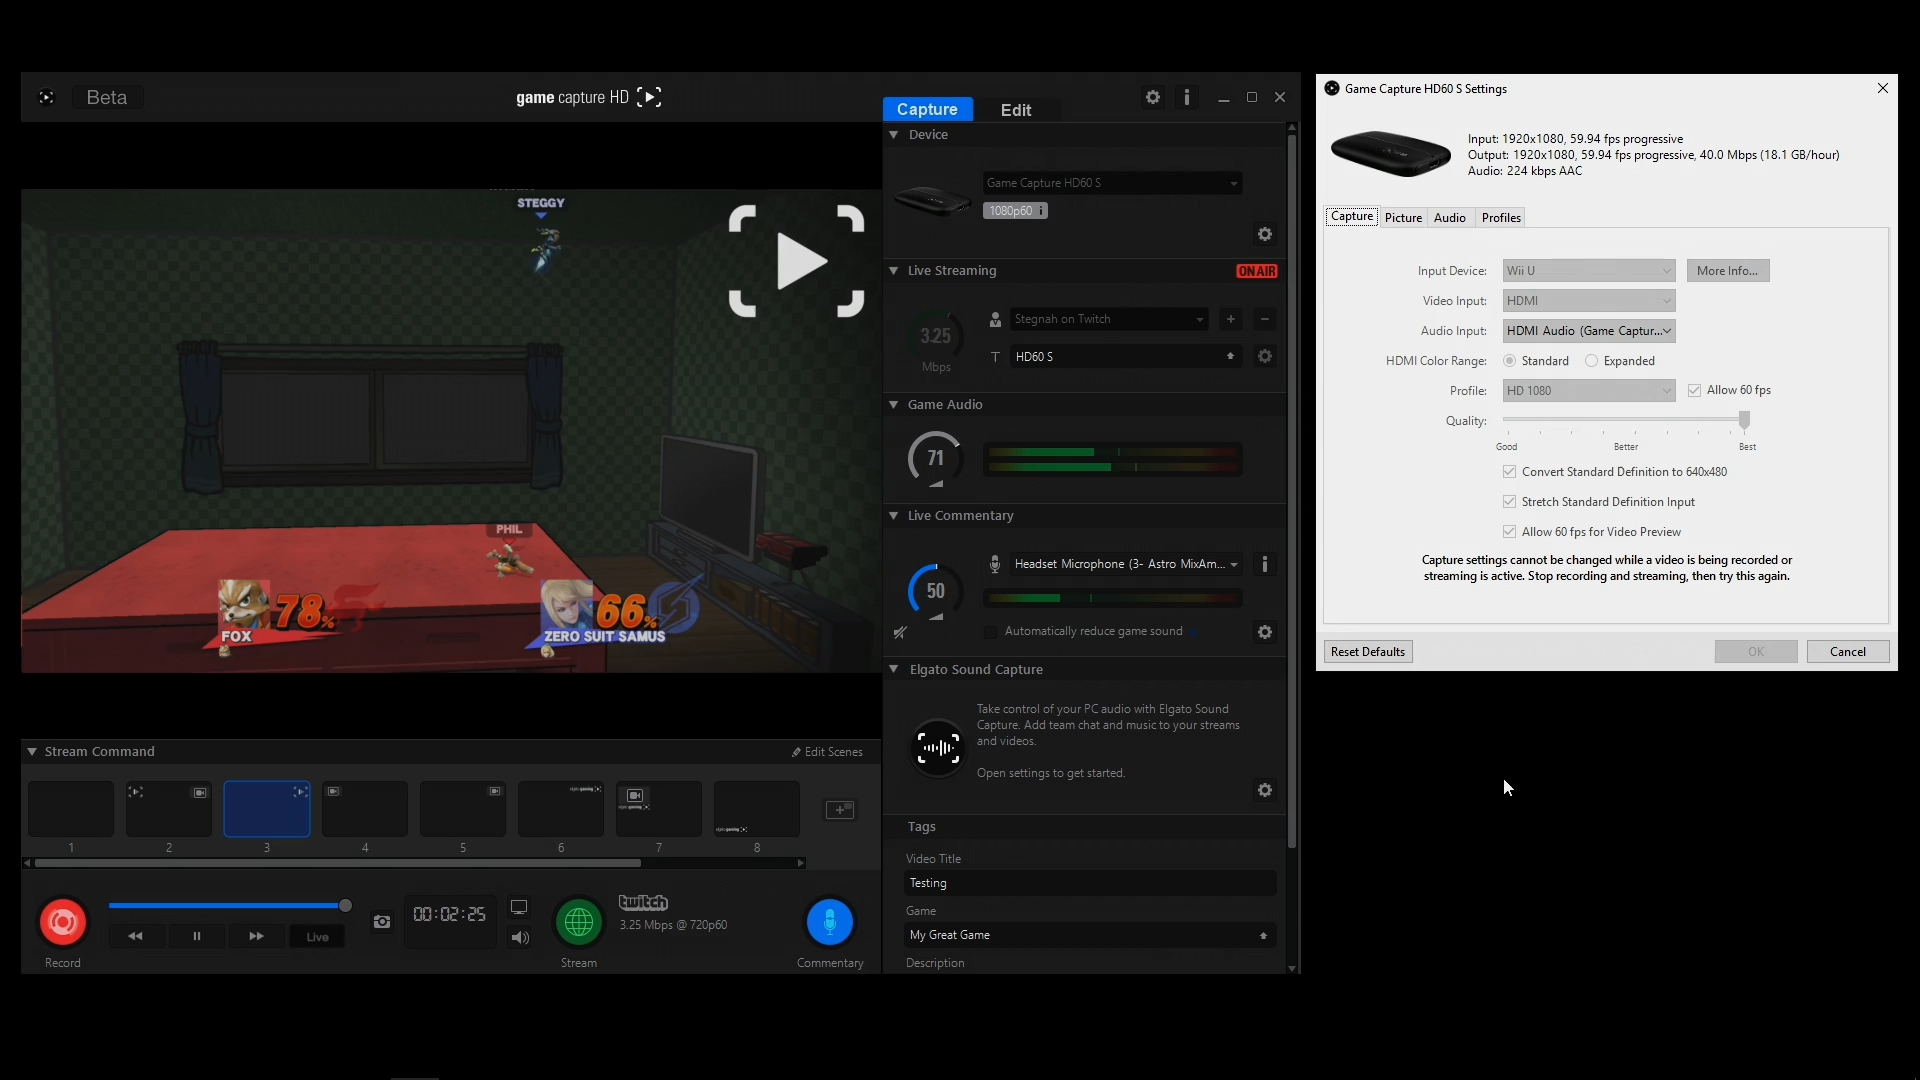 Beta
game capture HD
Capture
Edit
Device
Game Capture HD60 S
1080p60 i
Live Streaming
ON AIR
3.25
Mbps
Stegnah on Twitch
T
HD60 S
Game Audio
71
Live Commentary
Headset Microphone (3- Astro MixAm...
50
Automatically reduce game sound
Elgato Sound Capture
Take control of your PC audio with Elgato Sound
Capture. Add team chat and music to your streams
and videos.
Open settings to get started.
Tags
Video Title
Testing
Game
My Great Game
Description
STEGGY
PHIL
78%
FOX
66%
ZERO SUIT SAMUS
Stream Command
Edit Scenes
1
2
3
4
5
6
7
8
00:02:25
Live
twitch
3.25 Mbps @ 720p60
Record
Stream
Commentary
Game Capture HD60 S Settings
Input: 1920x1080, 59.94 fps progressive
Output: 1920x1080, 59.94 fps progressive, 40.0 Mbps (18.1 GB/hour)
Audio: 224 kbps AAC
Capture
Picture
Audio
Profiles
Input Device:
Wii U
More Info...
Video Input:
HDMI
Audio Input:
HDMI Audio (Game Captur...
HDMI Color Range:
Standard
Expanded
Profile:
HD 1080
Allow 60 fps
Quality:
Good
Better
Best
Convert Standard Definition to 640x480
Stretch Standard Definition Input
Allow 60 fps for Video Preview
Capture settings cannot be changed while a video is being recorded or
streaming is active. Stop recording and streaming, then try this again.
Reset Defaults
OK
Cancel